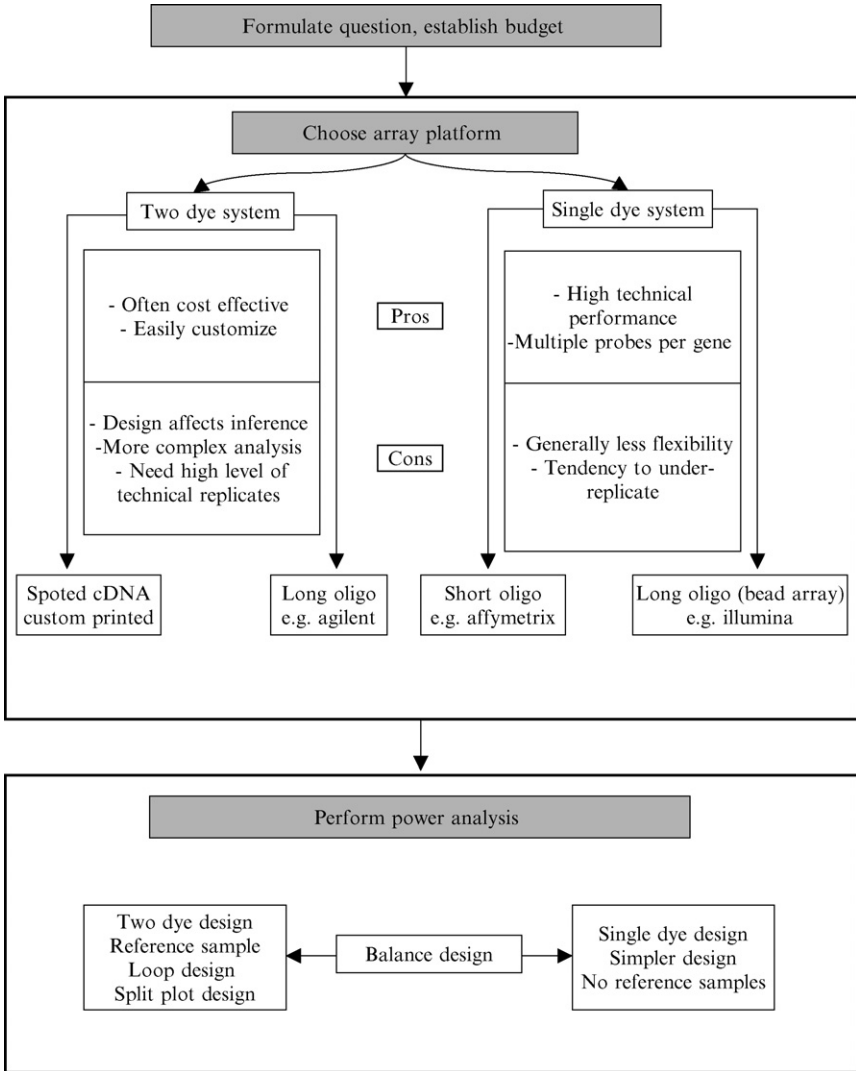 Formulate question, establish budget
Choose array platform
Two dye system
Single dye system
- Often cost effective
- Easily customize
Pros
- High technical
performance
-Multiple probes per gene
- Design affects inference
-More complex analysis
- Need high level of
technical replicates
Cons
- Generally less flexibility
- Tendency to under-
replicate
Spoted cDNA
custom printed
Long oligo
e.g. agilent
Short oligo
e.g. affymetrix
Long oligo (bead array)
e.g. illumina
Perform power analysis
Two dye design
Reference sample
Loop design
Split plot design
Balance design
Single dye design
Simpler design
No reference samples